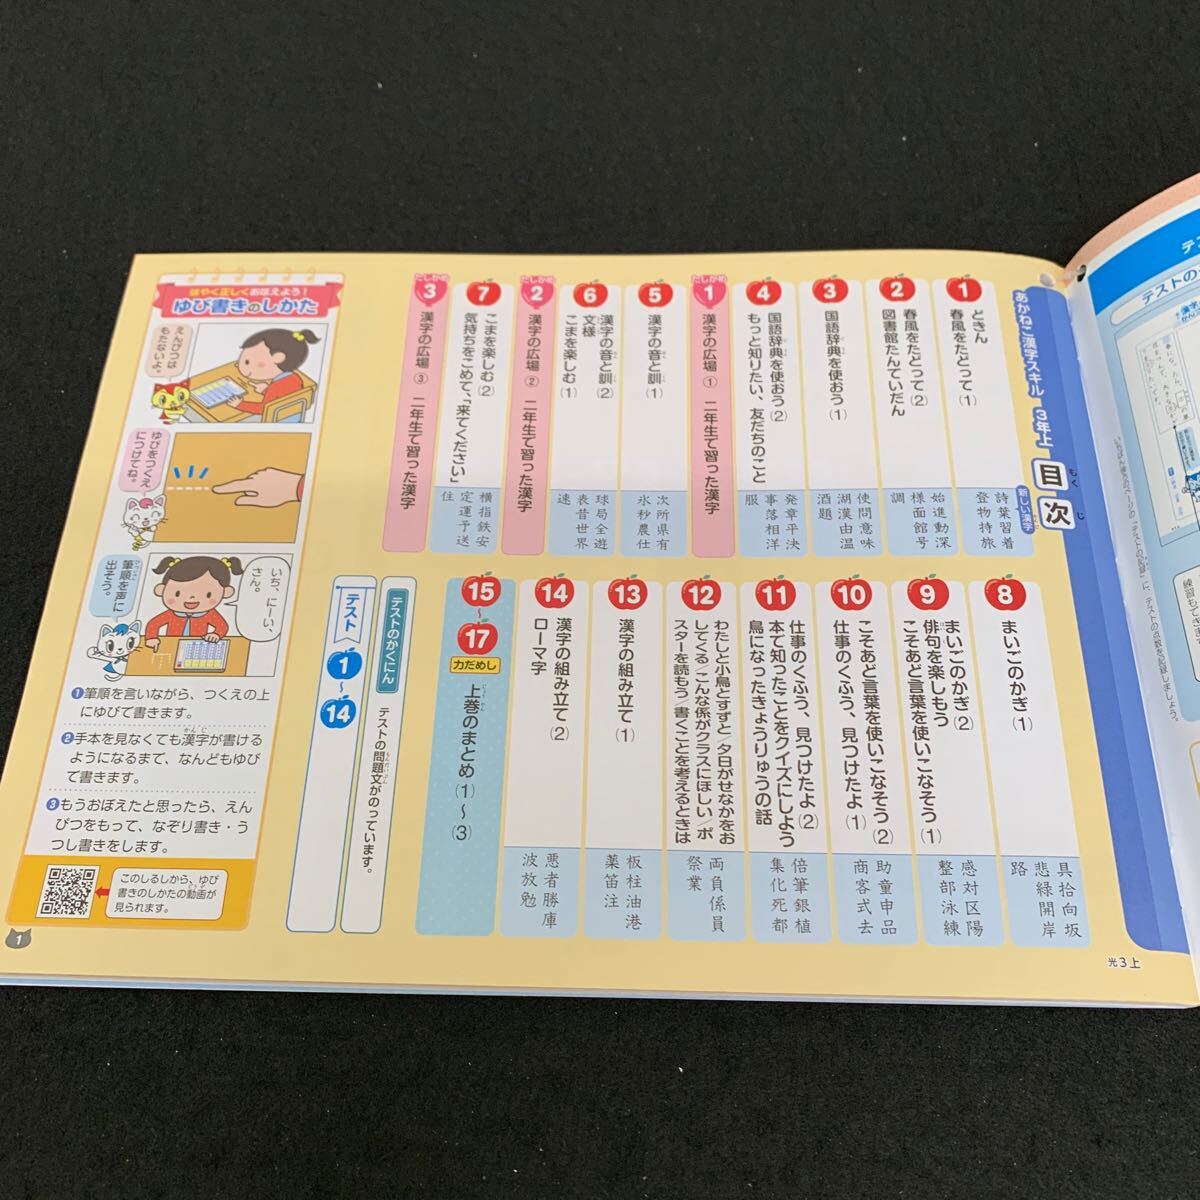 あかねこ漢字スキル 3年上
目次
もくじ
新しい漢字
1
どきん
春風をたどって(1)
詩葉習着
登物持旅
2
春風をたどって(2)
図書館たんていだん
始進動深
様面館号
調
3
国語辞典を使おう(1)
使問意味
湖漢由温
酒題
4
国語辞典を使おう(2)
もっと知りたい、友だちのこと
発章平決
事落相洋
服
たしかめ
1
漢字の広場① 二年生で習った漢字
5
漢字の音と訓(1)
次所県有
氷秒農仕
6
漢字の音と訓(2)
文様
こまを楽しむ(1)
球局全遊
表昔世界
速
たしかめ
2
漢字の広場② 二年生で習った漢字
7
こまを楽しむ(2)
気持ちをこめて、「来てください」
横指鉄安
定運予送
住
たしかめ
3
漢字の広場③ 二年生で習った漢字
8
まいごのかぎ(1)
具拾向坂
悲緑開岸
路
9
まいごのかぎ(2)
俳句を楽しもう
こそあど言葉を使いこなそう(1)
感対区陽
整部泳練
10
こそあど言葉を使いこなそう(2)
仕事のくふう、見つけたよ(1)
助童申品
商客式去
11
仕事のくふう、見つけたよ(2)
本で知ったことをクイズにしよう
鳥になったきょうりゅうの話
倍筆銀植
集化死都
12
わたしと小鳥とすずと/夕日がせなかをお
してくる/こんな係がクラスにほしい/ポ
スターを読もう/書くことを考えるときは
両負係員
祭業
13
漢字の組み立て(1)
板柱油港
薬笛注
14
漢字の組み立て(2)
ローマ字
悪者勝庫
波放勉
15〜17
力だめし
上巻のまとめ(1)〜(3)
テストのかくにん
テストの問題文がのっています。
テスト
1〜14
はやく正しくおぼえよう!
ゆび書きのしかた
えんぴつは
もたないよ。
ゆびをつくえ
につけてね。
筆順を声に
出そう。
いち、にーい、
さん。
1筆順を言いながら、つくえの上
にゆびで書きます。
2手本を見なくても漢字が書ける
ようになるまで、なんどもゆび
で書きます。
3もうおぼえたと思ったら、えん
ぴつをもって、なぞり書き・う
つし書きをします。
このしるしから、ゆび
書きのしかたの動画が
見られます。
1
光3上